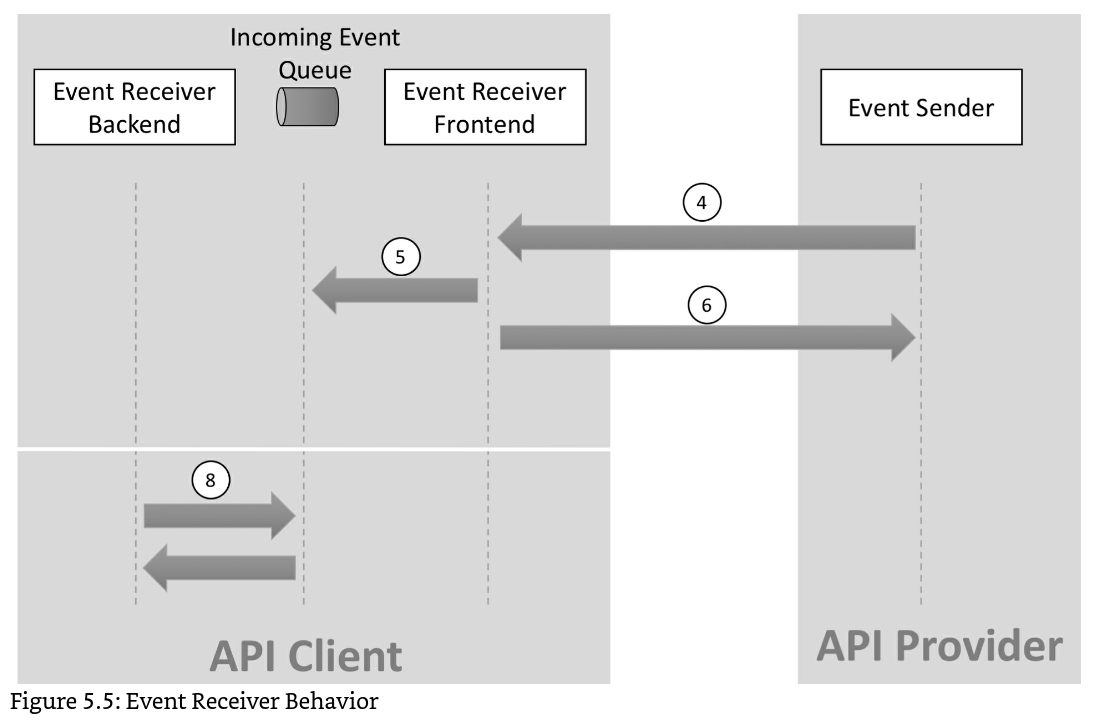 Incoming Event
Queue
Event Receiver
Backend
Event Receiver
Frontend
Event Sender
4
5
6
8
API Client
API Provider
Figure 5.5: Event Receiver Behavior